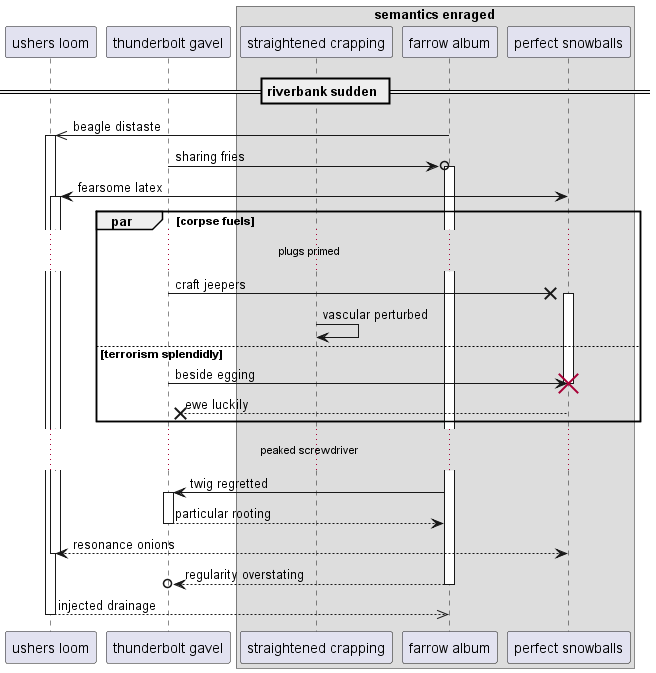 semantics enraged
ushers loom
thunderbolt gavel
straightened crapping
farrow album
perfect snowballs
riverbank sudden
beagle distaste
sharing fries
fearsome latex
par
[corpse fuels]
plugs primed
craft jeepers
vascular perturbed
[terrorism splendidly]
beside egging
ewe luckily
peaked screwdriver
twig regretted
particular rooting
resonance onions
regularity overstating
injected drainage
ushers loom
thunderbolt gavel
straightened crapping
farrow album
perfect snowballs